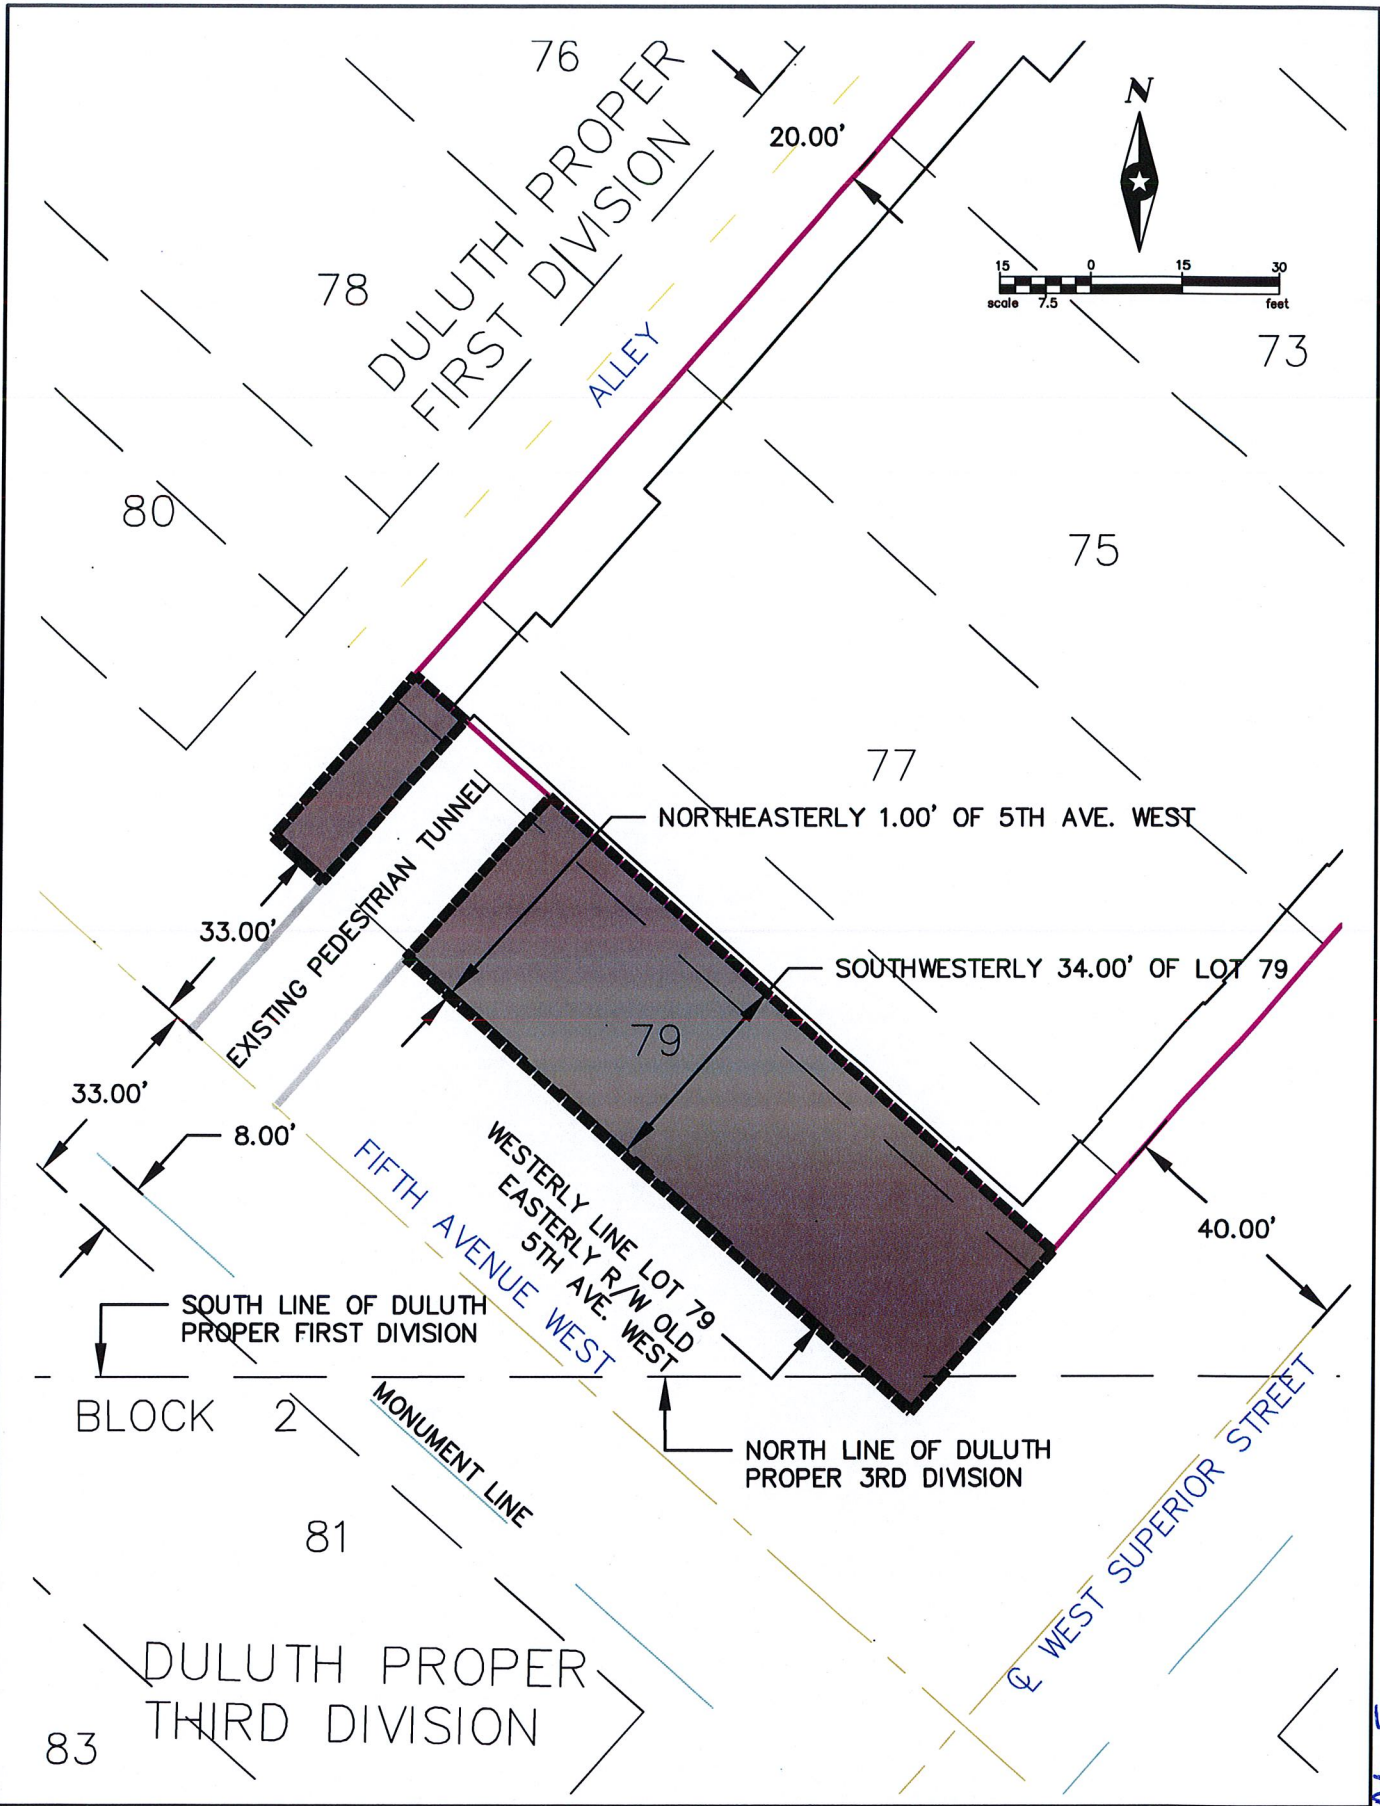 76
DULUTH PROPER
FIRST DIVISION
20.00'
N
15 0 15 30
scale 7.5 feet
78
ALLEY
73
80
75
77
NORTHEASTERLY 1.00' OF 5TH AVE. WEST
EXISTING PEDESTRIAN TUNNEL
33.00'
SOUTHWESTERLY 34.00' OF LOT 79
79
33.00'
8.00'
FIFTH AVENUE WEST
WESTERLY LINE LOT 79
EASTERLY R/W OLD
5TH AVE. WEST
40.00'
SOUTH LINE OF DULUTH
PROPER FIRST DIVISION
BLOCK 2
MONUMENT LINE
NORTH LINE OF DULUTH
PROPER 3RD DIVISION
℄ WEST SUPERIOR STREET
81
DULUTH PROPER
THIRD DIVISION
83